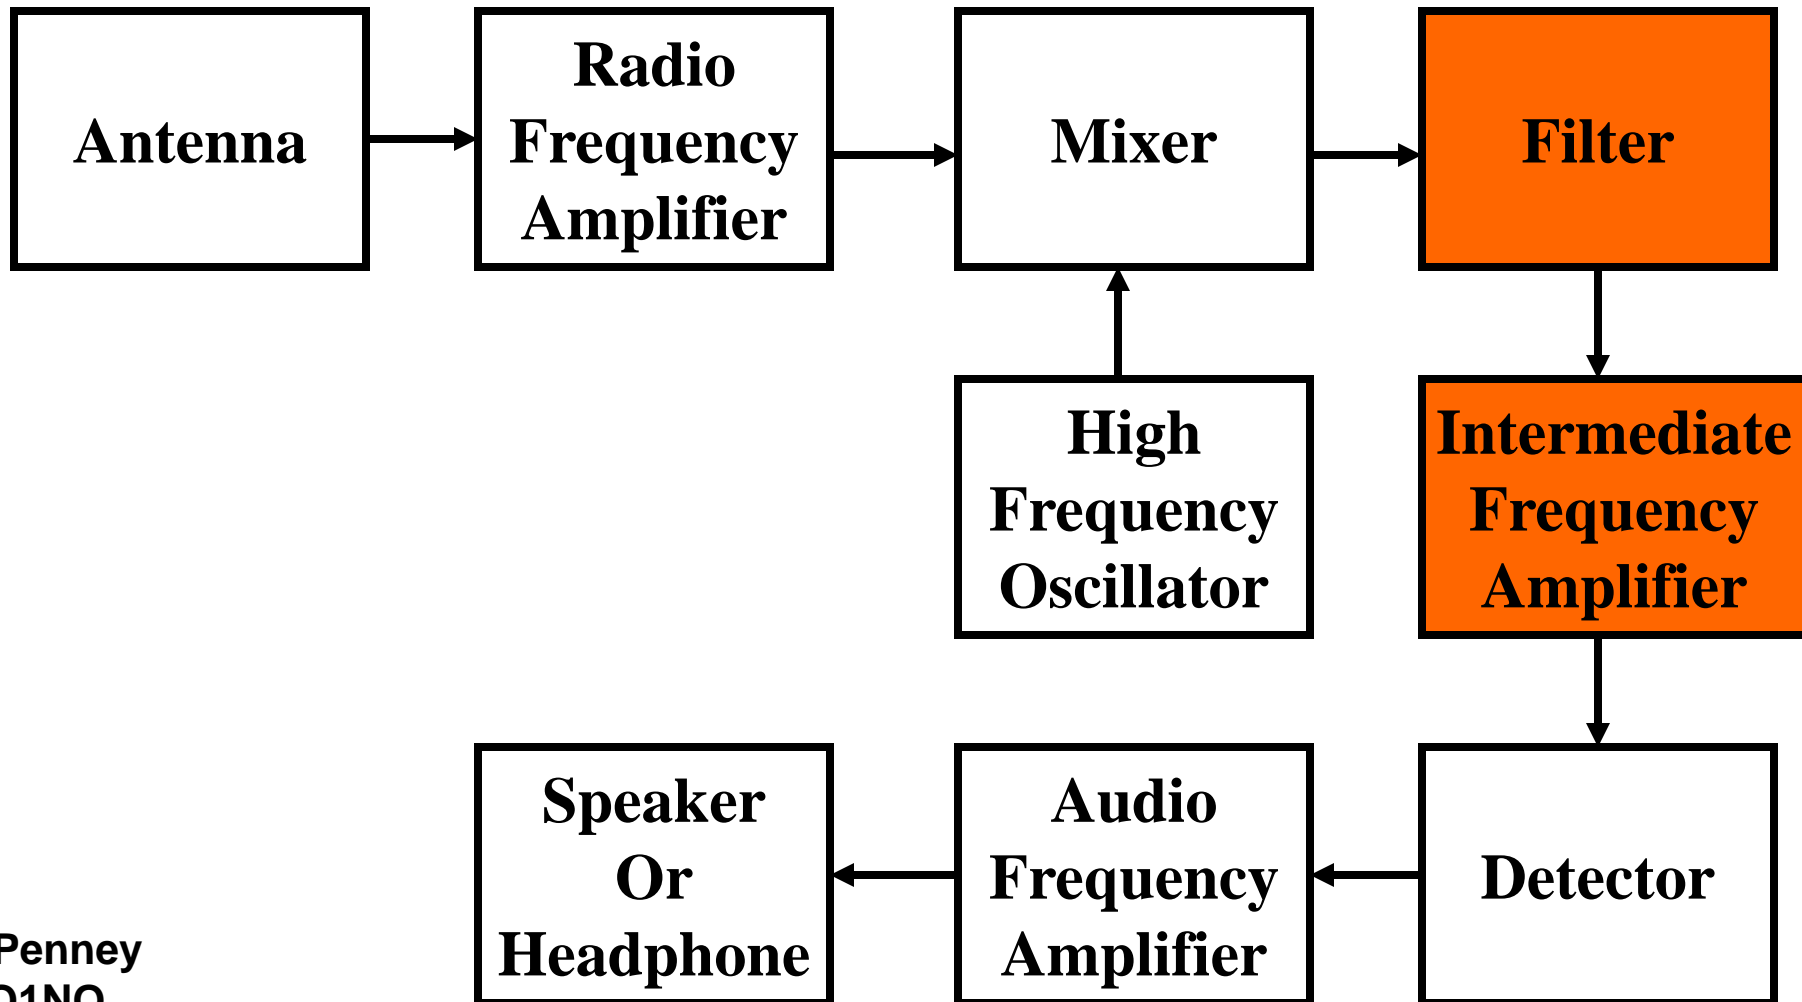 Antenna
Radio
Frequency
Amplifier
Mixer
Filter
High
Frequency
Oscillator
Intermediate
Frequency
Amplifier
Speaker
Or
Headphone
Audio
Frequency
Amplifier
Detector
Penney